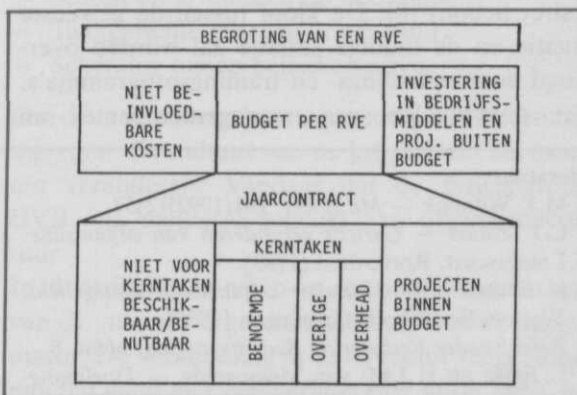 BEGROTING VAN EEN RVE
NIET BE-
INVLOED-
BARE
KOSTEN
BUDGET PER RVE
INVESTERING
IN BEDRIJFS-
MIDDELEN EN
PROJ. BUITEN
BUDGET
JAARCONTRACT
KERNTAKEN
NIET VOOR
KERNTAKEN
BESCHIK-
BAAR/BE-
NUTBAAR
BENOEMDE
OVERIGE
OVERHEAD
PROJECTEN
BINNEN
BUDGET